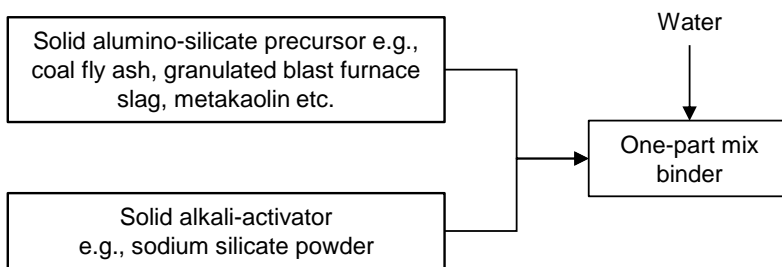 Solid alumino-silicate precursor e.g.,
coal fly ash, granulated blast furnace
slag, metakaolin etc.
Water
One-part mix
binder
Solid alkali-activator
e.g., sodium silicate powder